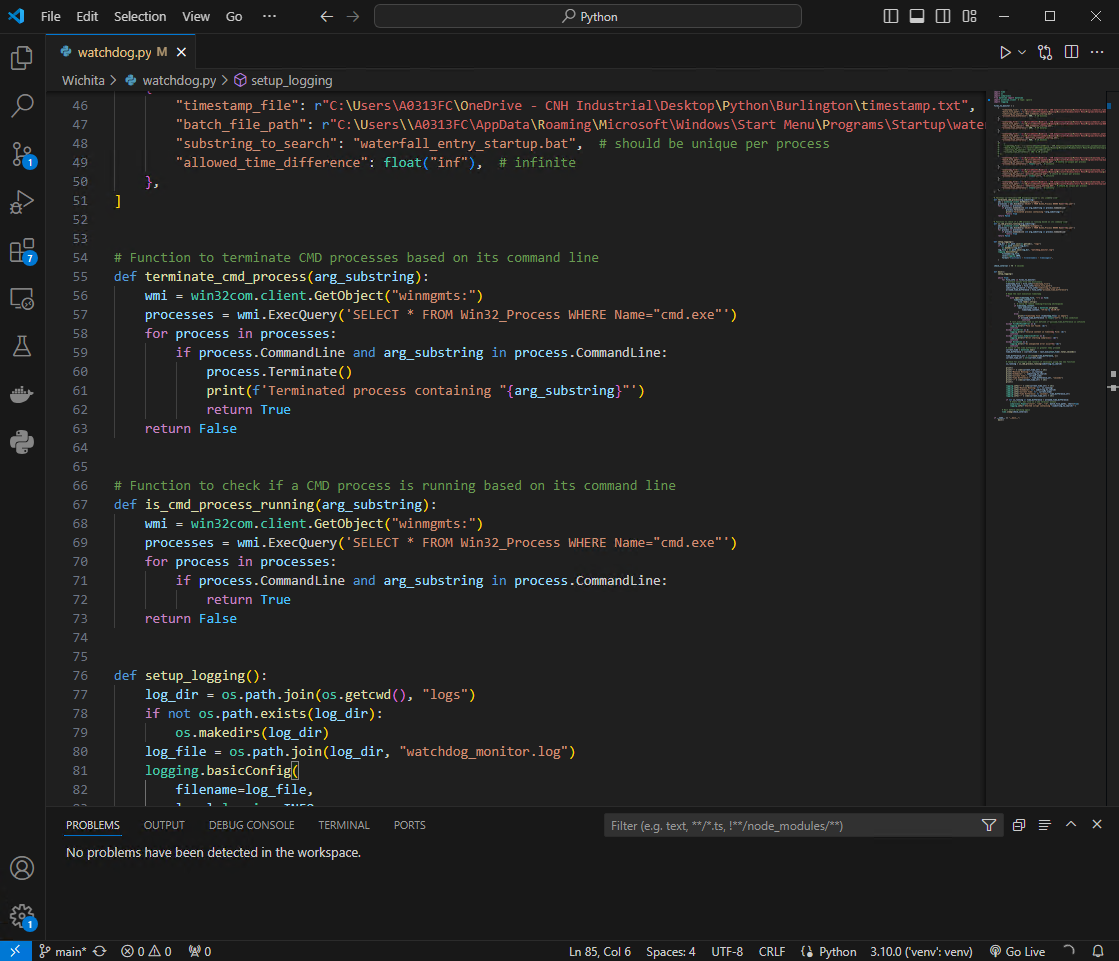 File Edit Selection View Go ··· Python
watchdog.py M
Wichita > watchdog.py > setup_logging
46 "timestamp_file": r"C:\Users\A0313FC\OneDrive - CNH Industrial\Desktop\Python\Burlington\timestamp.txt",
47 "batch_file_path": r"C:\Users\\A0313FC\AppData\Roaming\Microsoft\Windows\Start Menu\Programs\Startup\wate
48 "substring_to_search": "waterfall_entry_startup.bat",  # should be unique per process
49 "allowed_time_difference": float("inf"),  # infinite
50 },
51 ]
52
53
54 # Function to terminate CMD processes based on its command line
55 def terminate_cmd_process(arg_substring):
56 wmi = win32com.client.GetObject("winmgmts:")
57 processes = wmi.ExecQuery('SELECT * FROM Win32_Process WHERE Name="cmd.exe"')
58 for process in processes:
59 if process.CommandLine and arg_substring in process.CommandLine:
60 process.Terminate()
61 print(f'Terminated process containing "{arg_substring}"')
62 return True
63 return False
64
65
66 # Function to check if a CMD process is running based on its command line
67 def is_cmd_process_running(arg_substring):
68 wmi = win32com.client.GetObject("winmgmts:")
69 processes = wmi.ExecQuery('SELECT * FROM Win32_Process WHERE Name="cmd.exe"')
70 for process in processes:
71 if process.CommandLine and arg_substring in process.CommandLine:
72 return True
73 return False
74
75
76 def setup_logging():
77 log_dir = os.path.join(os.getcwd(), "logs")
78 if not os.path.exists(log_dir):
79 os.makedirs(log_dir)
80 log_file = os.path.join(log_dir, "watchdog_monitor.log")
81 logging.basicConfig(
82 filename=log_file,
1
7
1
PROBLEMS OUTPUT DEBUG CONSOLE TERMINAL PORTS Filter (e.g. text, **/*.ts, !**/node_modules/**)
No problems have been detected in the workspace.
main* 0 0 0 Ln 85, Col 6 Spaces: 4 UTF-8 CRLF Python 3.10.0 ('venv': venv) Go Live